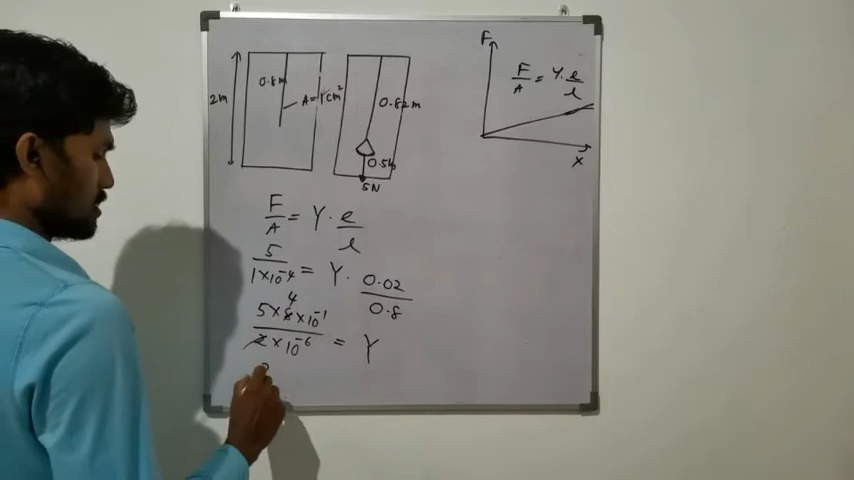 2m
0.8m
A=1cm²
0.82m
0.5kg
5N
F
F/A = Y. e/l
x
F/A = Y. e/l
5/1×10⁻⁴ = Y. 0.02/0.8
4
5×8×10⁻¹/2×10⁻⁶ = Y